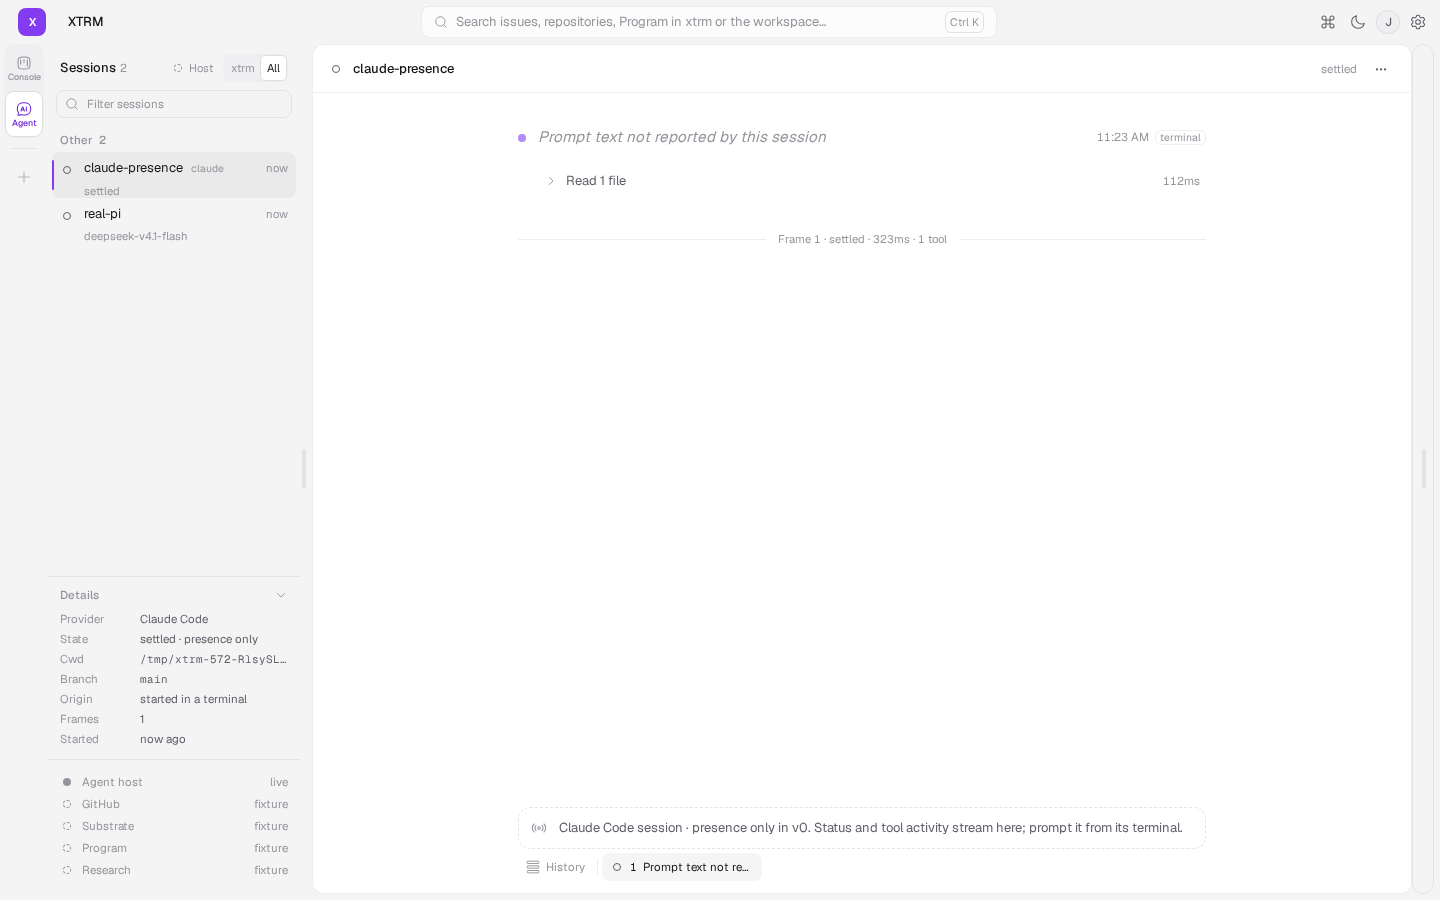 X XTRM Search issues, repositories, Program in xtrm or the workspace... Ctrl K J
Console
Agent
Sessions 2 Host xtrm All
Filter sessions
Other 2
claude-presence claude now
settled
real-pi now
deepseek-v4.1-flash
Details
Provider Claude Code
State settled · presence only
Cwd /tmp/xtrm-572-RlsySL…
Branch main
Origin started in a terminal
Frames 1
Started now ago
Agent host live
GitHub fixture
Substrate fixture
Program fixture
Research fixture
claude-presence settled
Prompt text not reported by this session 11:23 AM terminal
Read 1 file 112ms
Frame 1 · settled · 323ms · 1 tool
Claude Code session · presence only in v0. Status and tool activity stream here; prompt it from its terminal.
History 1 Prompt text not re…